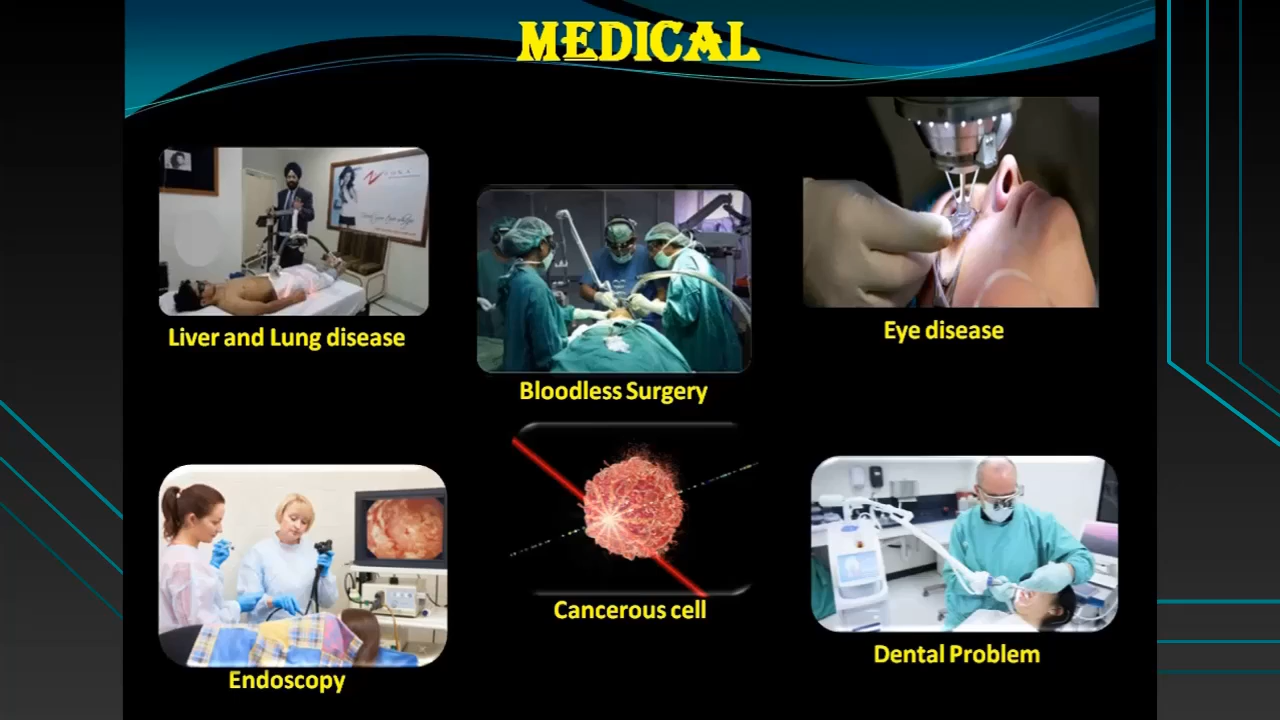 MEDICAL
Liver and Lung disease
Bloodless Surgery
Eye disease
Endoscopy
Cancerous cell
Dental Problem